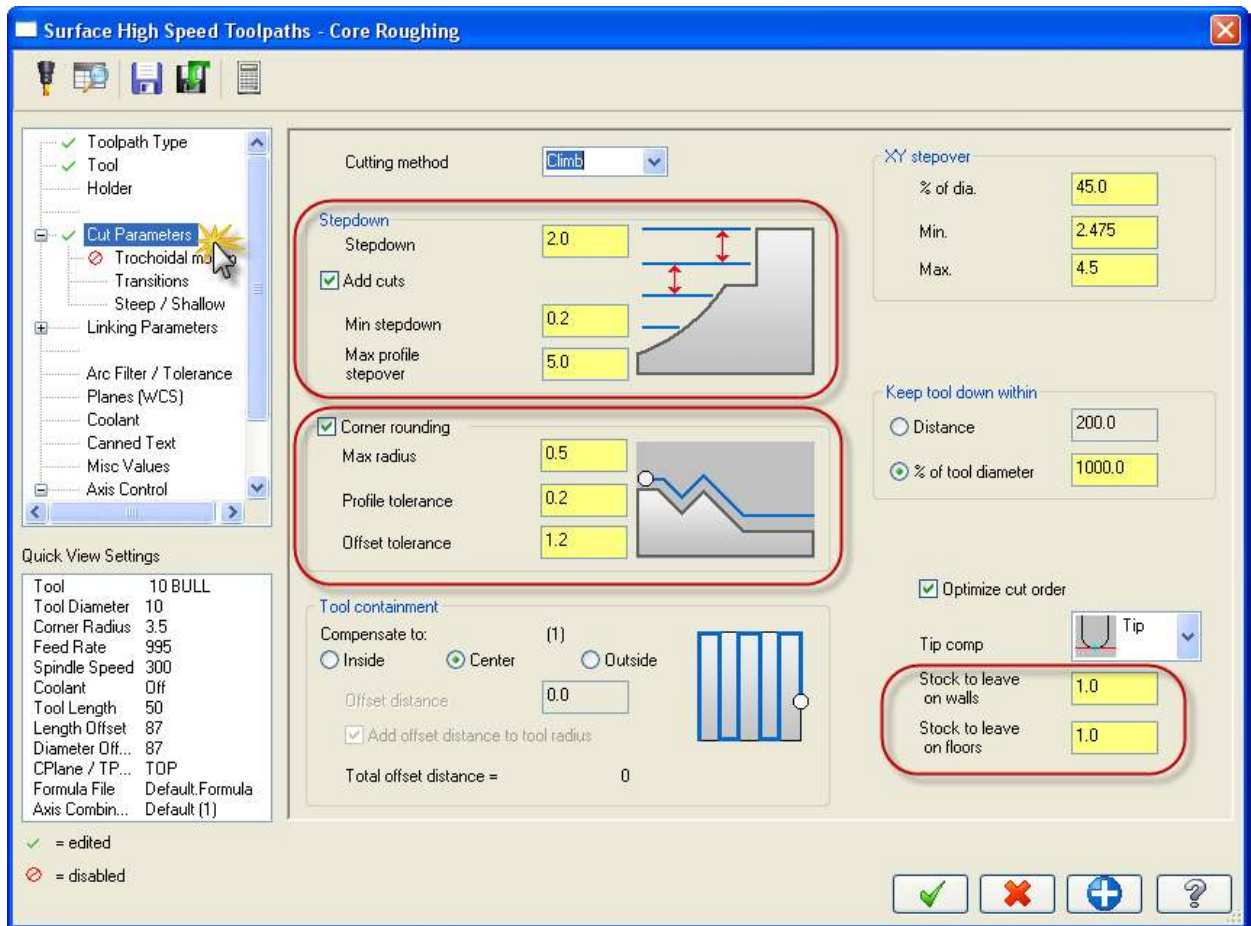 Surface High Speed Toolpaths - Core Roughing
Toolpath Type
Tool
Holder
Cut Parameters
Trochoidal
Transitions
Steep / Shallow
Linking Parameters
Arc Filter / Tolerance
Planes (WCS)
Coolant
Canned Text
Misc Values
Axis Control
Quick View Settings
Tool 10 BULL
Tool Diameter 10
Corner Radius 3.5
Feed Rate 995
Spindle Speed 300
Coolant Off
Tool Length 50
Length Offset 87
Diameter Off... 87
CPlane / TP... TOP
Formula File Default.Formula
Axis Combin... Default (1)
= edited
= disabled
Cutting method Climb
Stepdown
Stepdown 2.0
Add cuts
Min stepdown 0.2
Max profile
stepover 5.0
Corner rounding
Max radius 0.5
Profile tolerance 0.2
Offset tolerance 1.2
Tool containment
Compensate to: (1)
Inside Center Outside
Offset distance 0.0
Add offset distance to tool radius
Total offset distance = 0
XY stepover
% of dia. 45.0
Min. 2.475
Max. 4.5
Keep tool down within
Distance 200.0
% of tool diameter 1000.0
Optimize cut order
Tip comp Tip
Stock to leave
on walls 1.0
Stock to leave
on floors 1.0